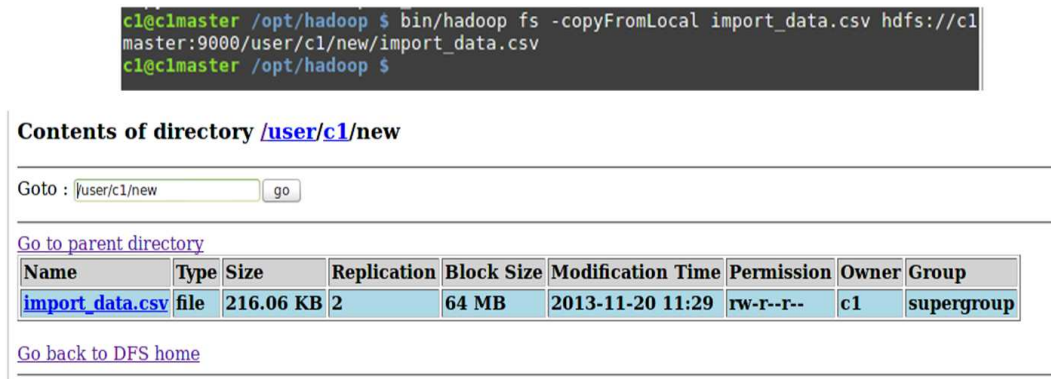 c1@c1master /opt/hadoop $ bin/hadoop fs -copyFromLocal import_data.csv hdfs://c1
master:9000/user/c1/new/import_data.csv
c1@c1master /opt/hadoop $
Contents of directory /user/c1/new
Goto : /user/c1/new go
Go to parent directory
Name Type Size Replication Block Size Modification Time Permission Owner Group
import_data.csv file 216.06 KB 2 64 MB 2013-11-20 11:29 rw-r--r-- c1 supergroup
Go back to DFS home